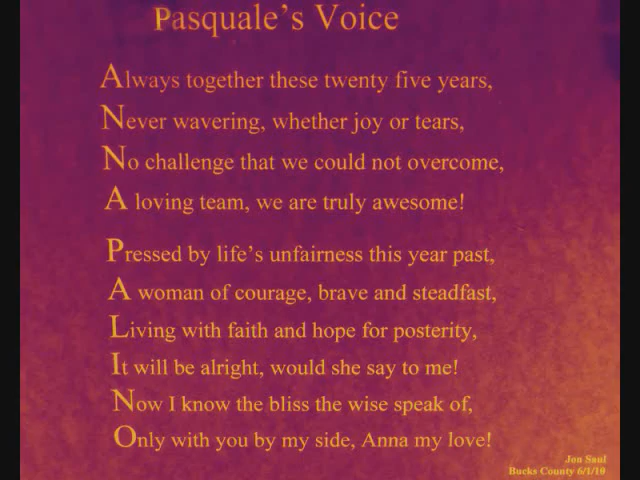 Pasquale's Voice
Always together these twenty five years,
Never wavering, whether joy or tears,
No challenge that we could not overcome,
A loving team, we are truly awesome!
Pressed by life's unfairness this year past,
A woman of courage, brave and steadfast,
Living with faith and hope for posterity,
It will be alright, would she say to me!
Now I know the bliss the wise speak of,
Only with you by my side, Anna my love!
Jon Saul
Bucks County 6/1/10